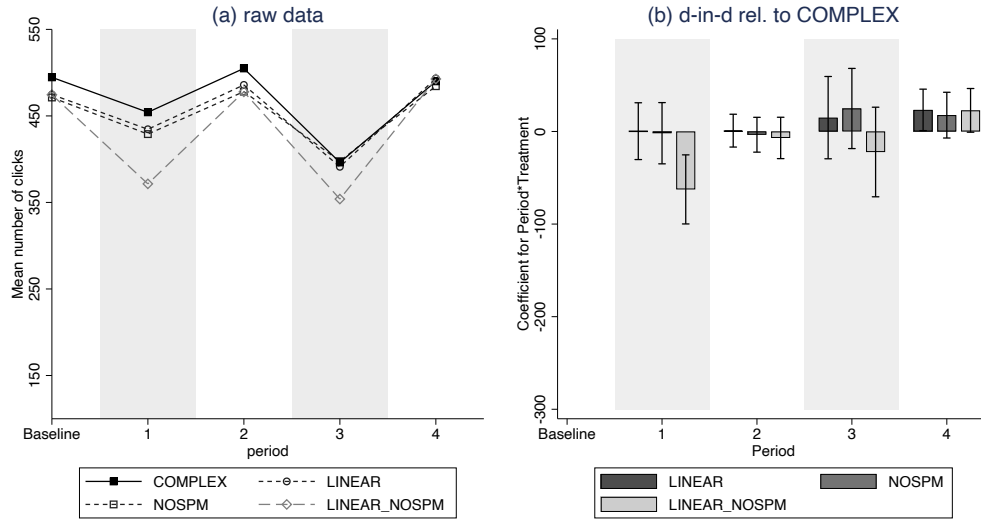 (a) raw data
Mean number of clicks
550
450
350
250
150
Baseline 1 2 3 4
period
COMPLEX LINEAR
NOSPM LINEAR_NOSPM
(b) d-in-d rel. to COMPLEX
Coefficient for Period*Treatment
100
0
-100
-200
-300
Baseline 1 2 3 4
Period
LINEAR NOSPM
LINEAR_NOSPM